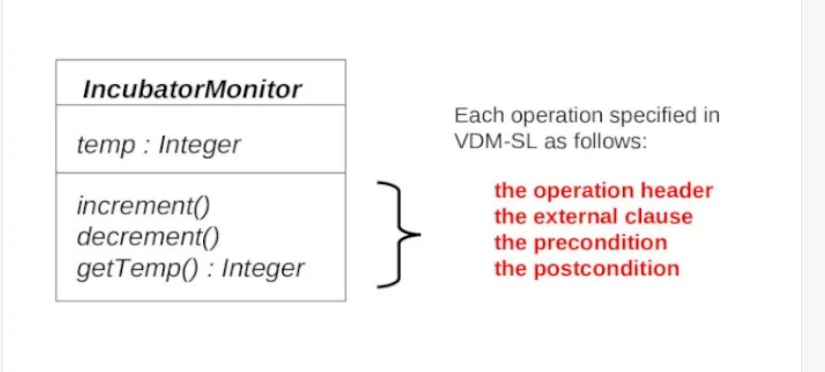 IncubatorMonitor
temp : Integer
increment()
decrement()
getTemp() : Integer
Each operation specified in
VDM-SL as follows:
the operation header
the external clause
the precondition
the postcondition